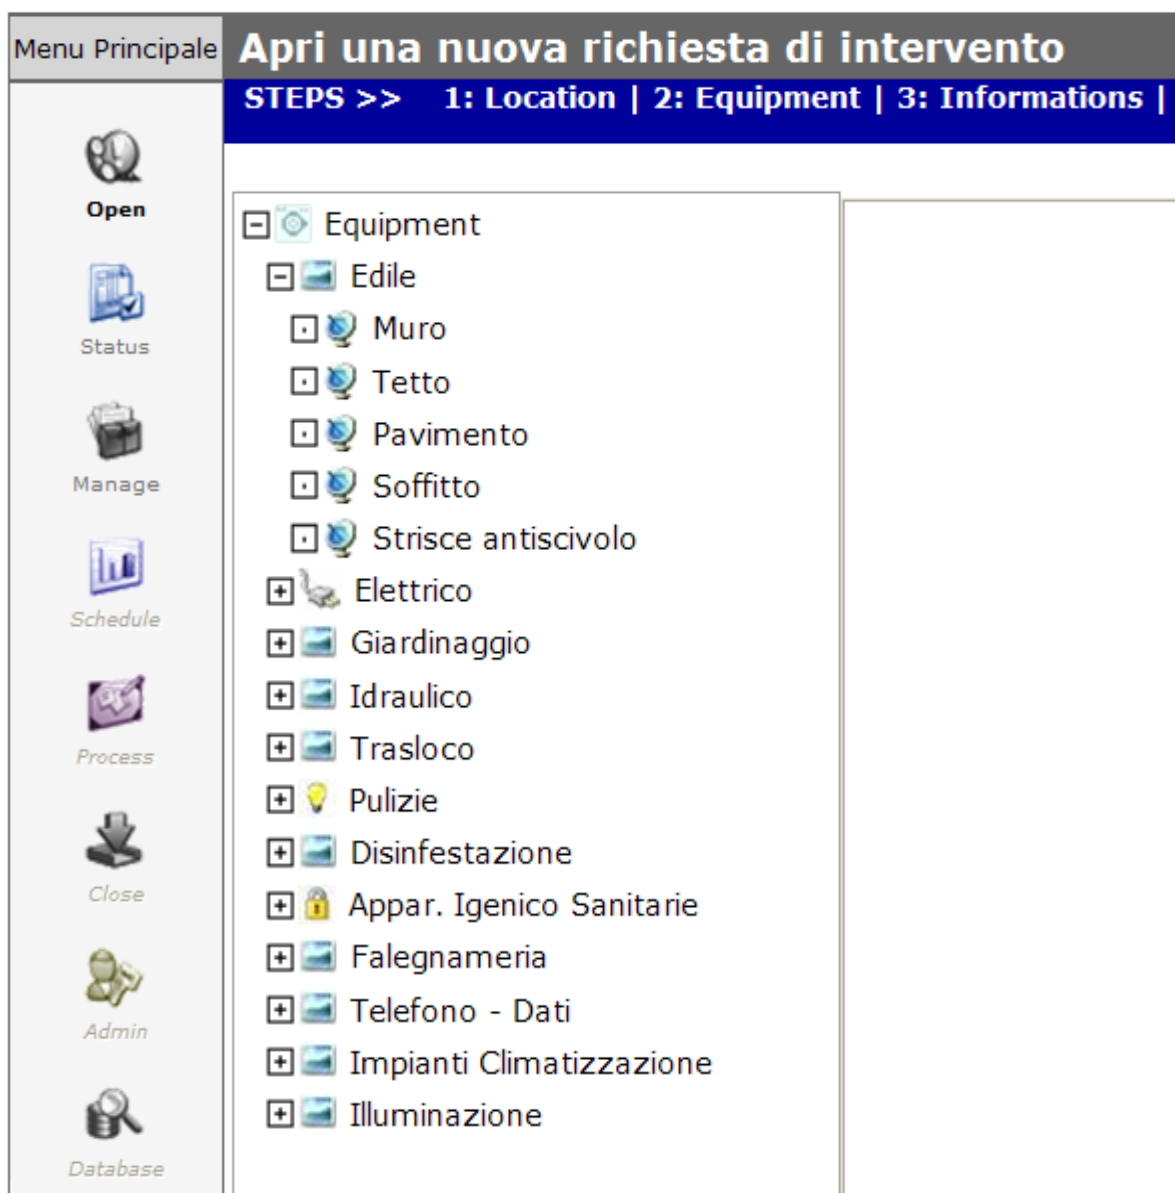 Menu Principale
Apri una nuova richiesta di intervento
STEPS >> 1: Location | 2: Equipment | 3: Informations |
Open
Status
Manage
Schedule
Process
Close
Admin
Database
Equipment
Edile
Muro
Tetto
Pavimento
Soffitto
Strisce antiscivolo
Elettrico
Giardinaggio
Idraulico
Trasloco
Pulizie
Disinfestazione
Appar. Igenico Sanitarie
Falegnameria
Telefono - Dati
Impianti Climatizzazione
Illuminazione